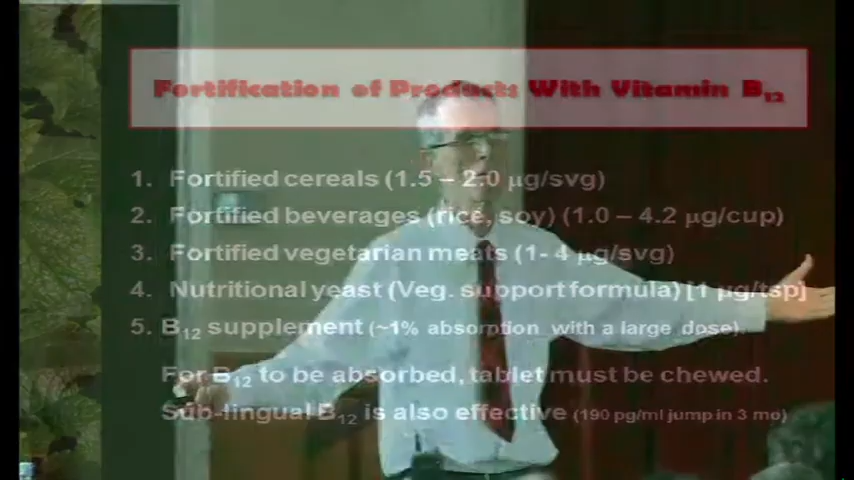 Fortification of Products With Vitamin B12
1. Fortified cereals (1.5 – 2.0 µg/svg)
2. Fortified beverages (rice, soy) (1.0 – 4.2 µg/cup)
3. Fortified vegetarian meats (1- 4 µg/svg)
4. Nutritional yeast (Veg. support formula) [1 µg/tsp]
5. B12 supplement (~1% absorption with a large dose).
For B12 to be absorbed, tablet must be chewed.
Sub-lingual B12 is also effective (190 pg/ml jump in 3 mo)